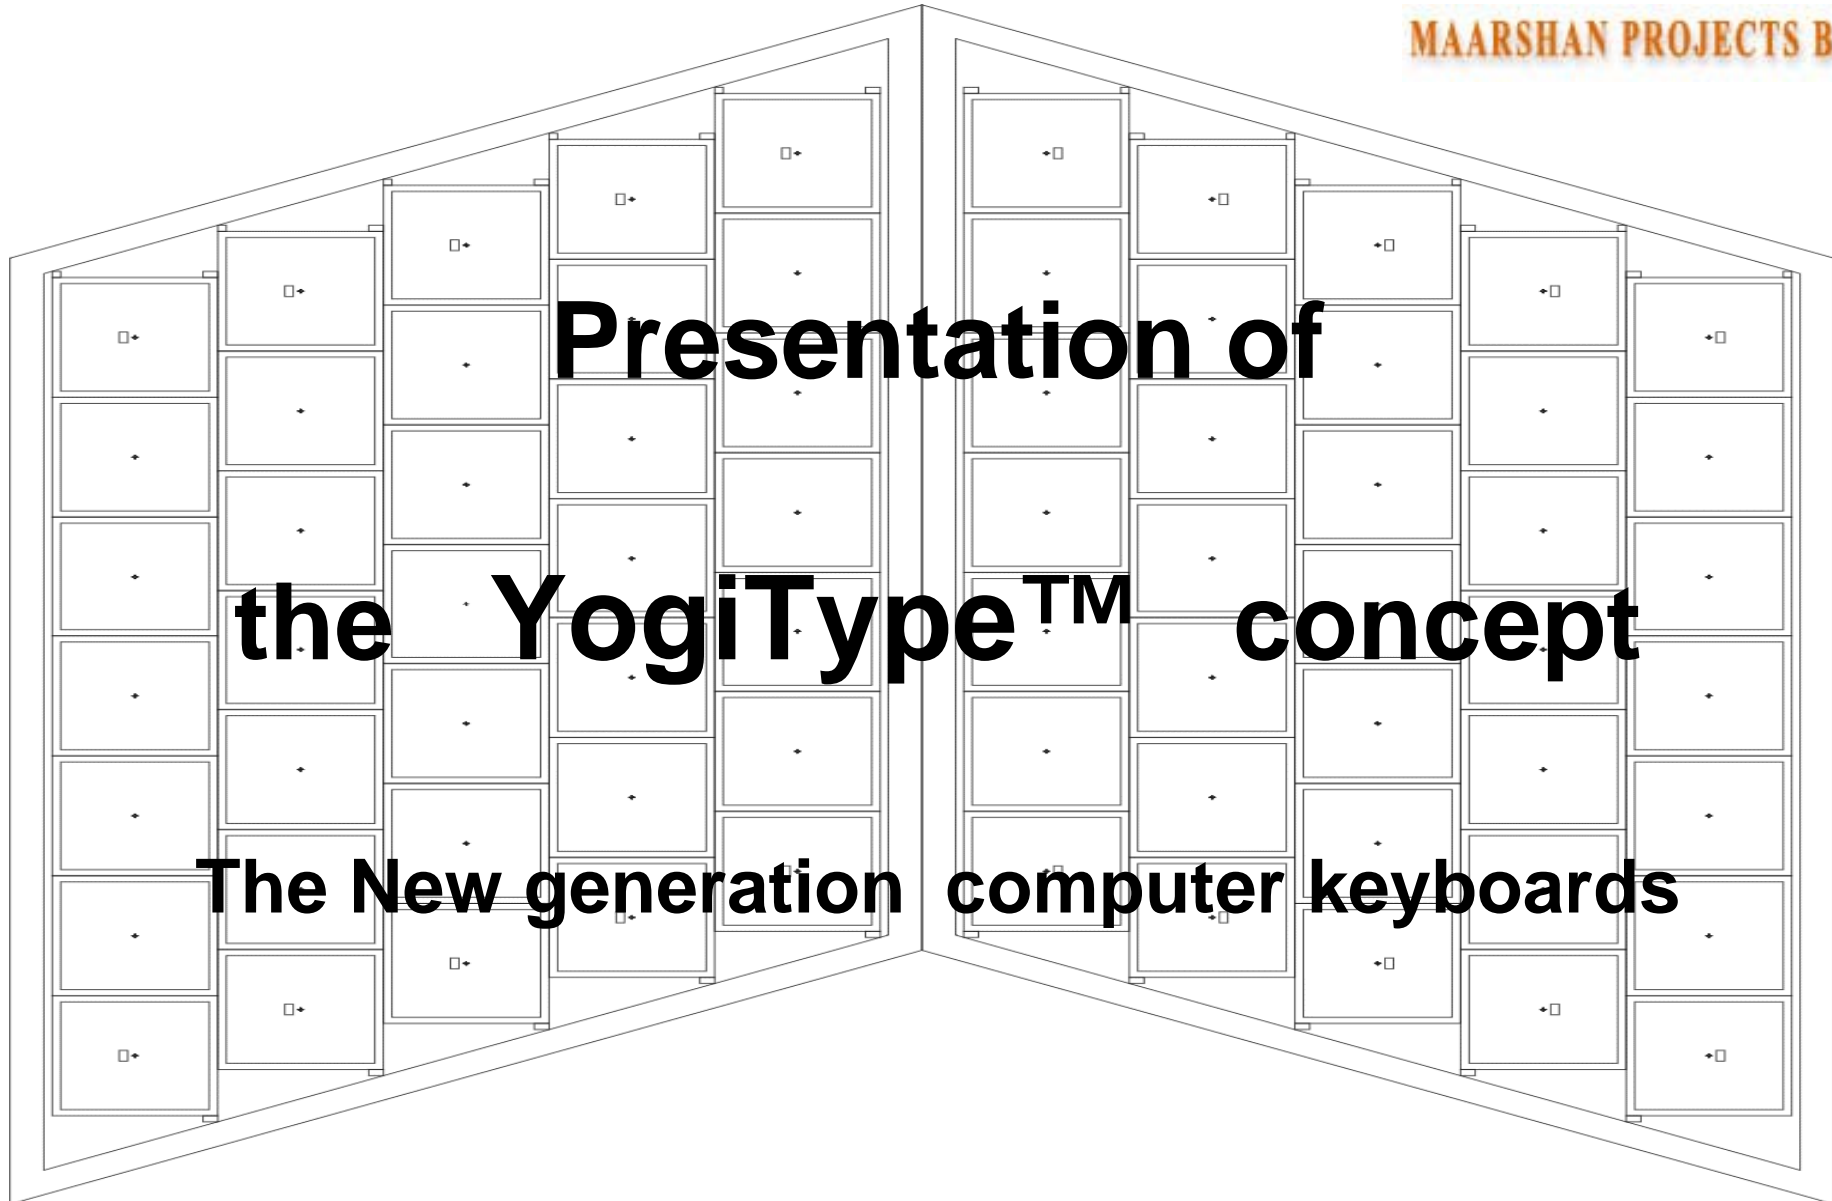 MAARSHAN PROJECTS B
Presentation of
the YogiType™ concept
The New generation computer keyboards